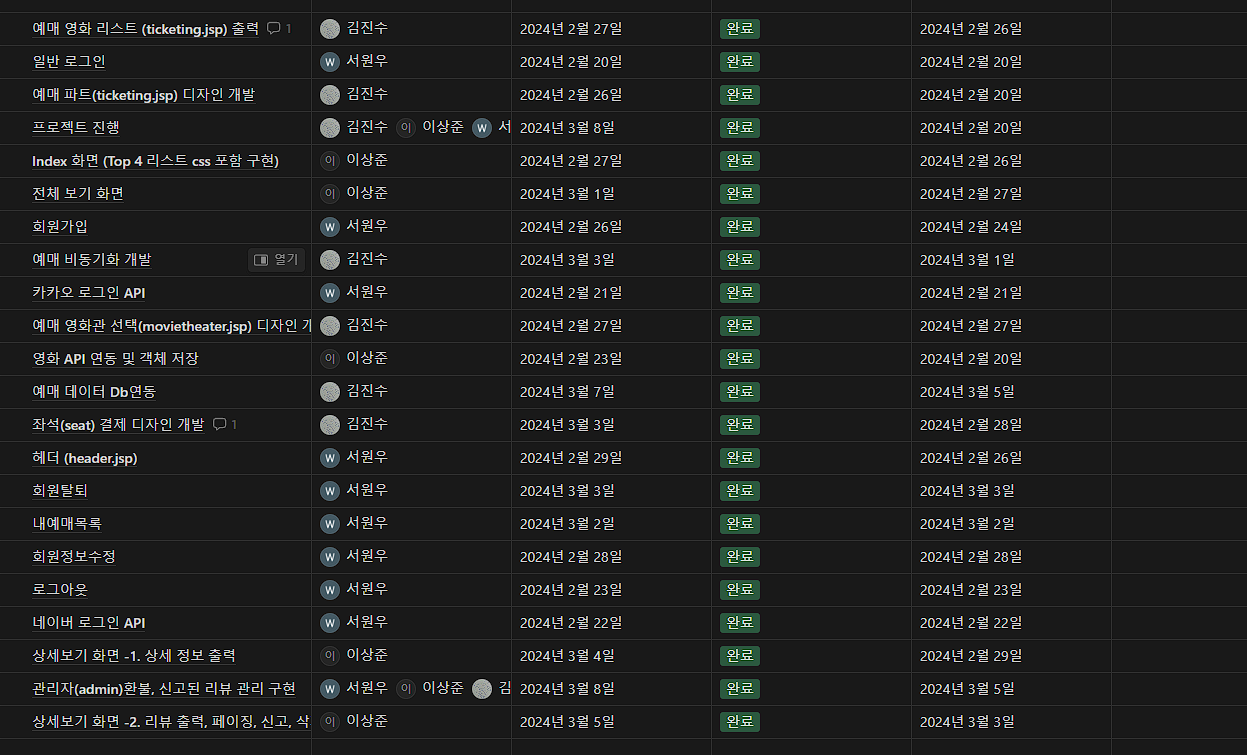 예매 영화 리스트 (ticketing.jsp) 출력 1 김진수 2024년 2월 27일 완료 2024년 2월 26일
일반 로그인 W 서원우 2024년 2월 20일 완료 2024년 2월 20일
예매 파트(ticketing.jsp) 디자인 개발 김진수 2024년 2월 26일 완료 2024년 2월 20일
프로젝트 진행 김진수 이 이상준 W 서 2024년 3월 8일 완료 2024년 2월 20일
Index 화면 (Top 4 리스트 css 포함 구현) 이 이상준 2024년 2월 27일 완료 2024년 2월 26일
전체 보기 화면 이 이상준 2024년 3월 1일 완료 2024년 2월 27일
회원가입 W 서원우 2024년 2월 26일 완료 2024년 2월 24일
예매 비동기화 개발 열기 김진수 2024년 3월 3일 완료 2024년 3월 1일
카카오 로그인 API W 서원우 2024년 2월 21일 완료 2024년 2월 21일
예매 영화관 선택(movietheater.jsp) 디자인 개 김진수 2024년 2월 27일 완료 2024년 2월 27일
영화 API 연동 및 객체 저장 이 이상준 2024년 2월 23일 완료 2024년 2월 20일
예매 데이터 Db연동 김진수 2024년 3월 7일 완료 2024년 3월 5일
좌석(seat) 결제 디자인 개발 1 김진수 2024년 3월 3일 완료 2024년 2월 28일
헤더 (header.jsp) W 서원우 2024년 2월 29일 완료 2024년 2월 26일
회원탈퇴 W 서원우 2024년 3월 3일 완료 2024년 3월 3일
내예매목록 W 서원우 2024년 3월 2일 완료 2024년 3월 2일
회원정보수정 W 서원우 2024년 2월 28일 완료 2024년 2월 28일
로그아웃 W 서원우 2024년 2월 23일 완료 2024년 2월 23일
네이버 로그인 API W 서원우 2024년 2월 22일 완료 2024년 2월 22일
상세보기 화면 -1. 상세 정보 출력 이 이상준 2024년 3월 4일 완료 2024년 2월 29일
관리자(admin)환불, 신고된 리뷰 관리 구현 W 서원우 이 이상준 김 2024년 3월 8일 완료 2024년 3월 5일
상세보기 화면 -2. 리뷰 출력, 페이징, 신고, 삭 이 이상준 2024년 3월 5일 완료 2024년 3월 3일